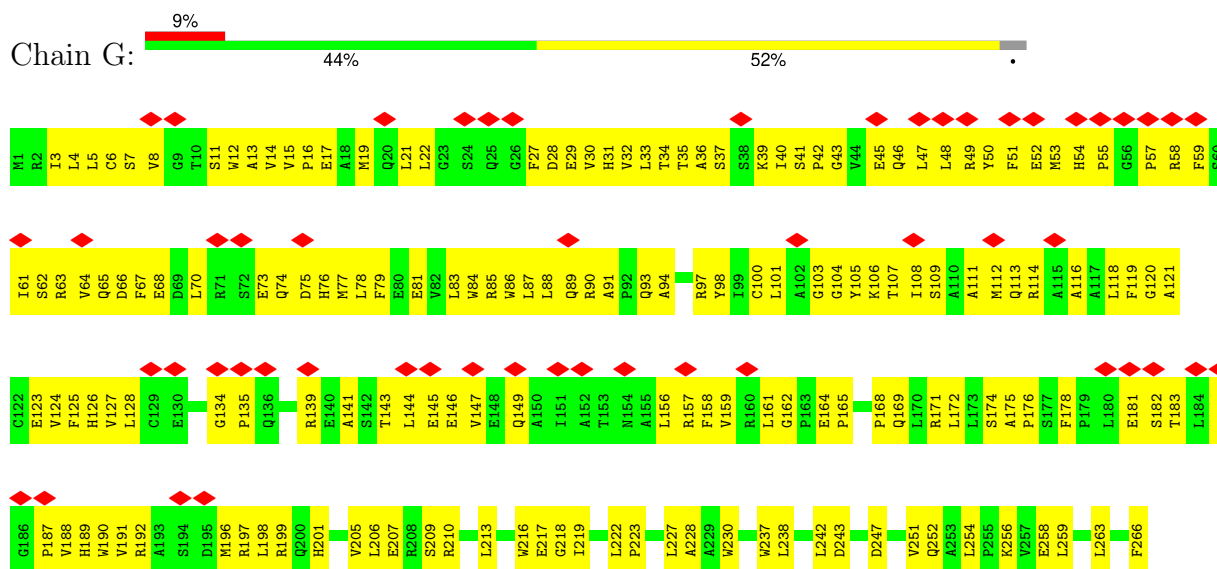 9%
Chain G:
44% 52% •
M1 R2 I3 L4 L5 C6 S7 V8 G9 T10 S11 W12 A13 V14 V15 P16 E17 A18 M19 Q20 L21 L22 G23 S24 Q25 G26 F27 D28 E29 V30 H31 V32 L33 T34 T35 A36 S37 S38 K39 I40 S41 P42 G43 V44 E45 Q46 L47 L48 R49 Y50 F51 E52 M53 H54 P55 G56 P57 R58 F59 S60
I61 S62 R63 V64 Q65 D66 F67 E68 D69 L70 R71 S72 E73 Q74 D75 H76 M77 L78 F79 E80 E81 V82 L83 W84 R85 W86 L87 L88 Q89 R90 A91 P92 Q93 A94 R97 Y98 I99 C100 L101 A102 G103 G104 Y105 K106 T107 I108 S109 A110 A111 M112 Q113 R114 A115 A116 A117 L118 F119 G120 A121
C122 E123 V124 F125 H126 V127 L128 C129 E130 G134 P135 Q136 R139 E140 A141 S142 T143 L144 E145 E146 V147 E148 Q149 A150 I151 A152 T153 N154 A155 L156 R157 F158 V159 R160 L161 G162 P163 E164 P165 P168 Q169 L170 R171 L172 L173 S174 A175 P176 S177 F178 P179 L180 E181 S182 T183 L184
G186 P187 V188 H189 W190 V191 R192 A193 S194 D195 M196 R197 L198 R199 Q200 H201 V205 L206 E207 R208 S209 R210 L213 W216 E217 G218 I219 L222 P223 L227 A228 A229 W230 W237 L238 L242 D243 D247 V251 Q252 A253 L254 P255 K256 V257 E258 L259 L263 F266